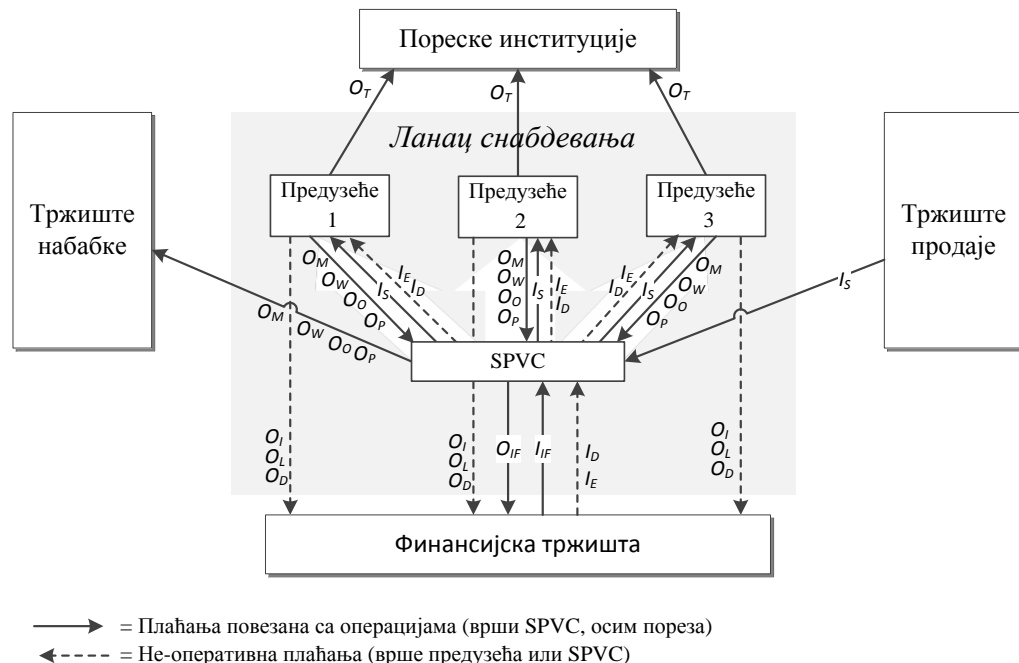 Пореске институције
O_T
O_T
O_T
Ланац снабдевања
Тржиште
набабке
Предузеће
1
Предузеће
2
Предузеће
3
Тржиште
продаје
O_M
O_W
O_O
O_P
I_S
I_E
I_D
O_M
O_W
O_O
O_P
I_S
I_E
I_D
I_E
I_D
I_S
O_M
O_W
O_O
O_P
I_S
O_M O_W O_O O_P
SPVC
O_I
O_L
O_D
O_I
O_L
O_D
O_IF
I_IF
I_D
I_E
O_I
O_L
O_D
Финансијска тржишта
= Плаћања повезана са операцијама (врши SPVC, осим пореза)
= Не-оперативна плаћања (врше предузећа или SPVC)